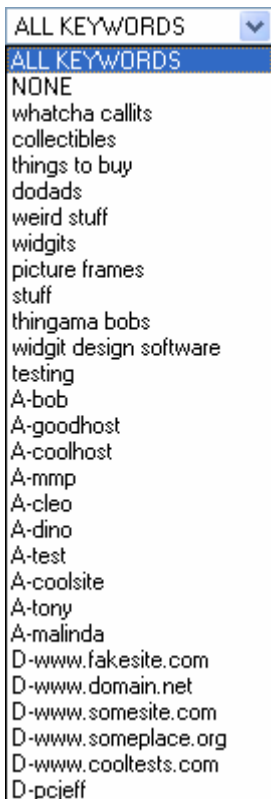 ALL KEYWORDS
ALL KEYWORDS
NONE
whatcha callits
collectibles
things to buy
dodads
weird stuff
widgits
picture frames
stuff
thingama bobs
widgit design software
testing
A-bob
A-goodhost
A-coolhost
A-mmp
A-cleo
A-dino
A-test
A-coolsite
A-tony
A-malinda
D-www.fakesite.com
D-www.domain.net
D-www.somesite.com
D-www.someplace.org
D-www.cooltests.com
D-pcjeff